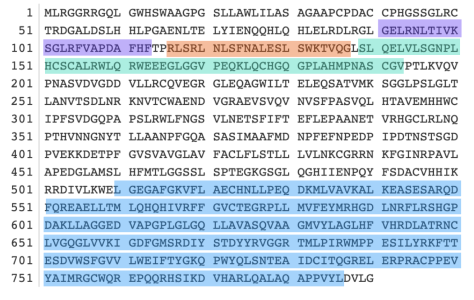 1 MLRGGRRGQL GWHSWAAGPG SLLAWLILAS AGAAPCPDAC CPHGSSGLRC
51 TRDGALDSLH HLPGAENLTE LYIENQQHLQ HLELRDLRGL GELRNLTIVK
101 SGLRFVAPDA FHFTPRLSRL NLSFNALESL SWKTVQGLSL QELVLSGNPL
151 HCSCALRWLQ RWEEEGLGGV PEQKLQCHGQ GPLAHMPNAS CGVPTLKVQV
201 PNASVDVGDD VLLRCQVEGR GLEQAGWILT ELEQSATVMK SGGLPSLGLT
251 LANVTSDLNR KNVTCWAEND VGRAEVSVQV NVSFPASVQL HTAVEMHHWC
301 IPFSVDGQPA PSLRWLFNGS VLNETSFIFT EFLEPAANET VRHGCLRLNQ
351 PTHVNNGNYT LLAANPFGQA SASIMAAFMD NPFEFNPEDP IPDTNSTSGD
401 PVEKKDETPF GVSVAVGLAV FACLFLSTLL LVLNKCGRRN KFGINRPAVL
451 APEDGLAMSL HFMTLGGSSL SPTEGKGSGL QGHIIENPQY FSDACVHHIK
501 RRDIVLKWEL GEGAFGKVFL AECHNLLPEQ DKMLVAVKAL KEASESARQD
551 FQREAELLTM LQHQHIVRFF GVCTEGRPLL MVFEYMRHGD LNRFLRSHGP
601 DAKLLAGGED VAPGPLGLGQ LLAVASQVAA GMVYLAGLHF VHRDLATRNC
651 LVGQGLVVKI GDFGMSRDIY STDYYRVGGR TMLPIRWMPP ESILYRKFTT
701 ESDVWSFGVV LWEIFTYGKQ PWYQLSNTEA IDCITQGREL ERPRACPPEV
751 YAIMRGCWQR EPQQRHSIKD VHARLQALAQ APPVYLDVLG